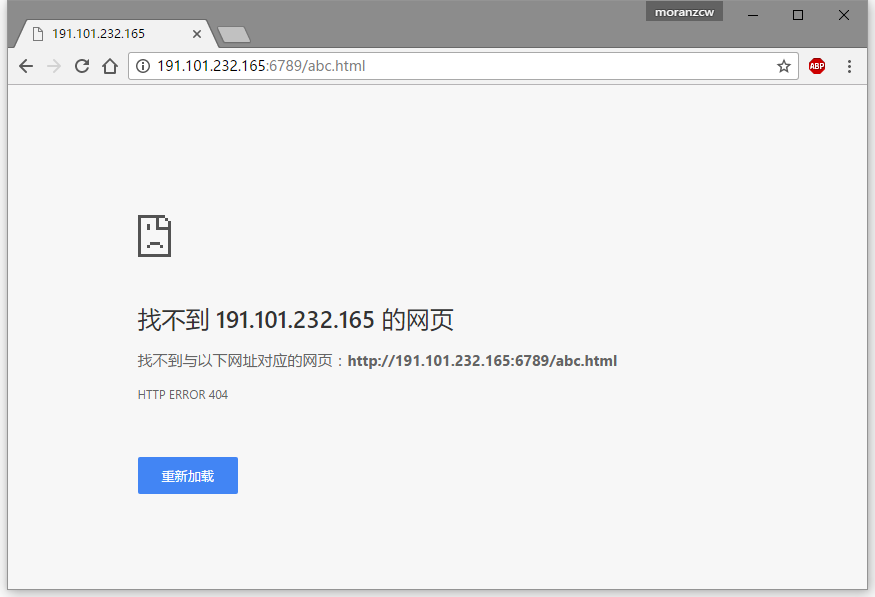 moranzcw
191.101.232.165
191.101.232.165:6789/abc.html
ABP
找不到 191.101.232.165 的网页
找不到与以下网址对应的网页：http://191.101.232.165:6789/abc.html
HTTP ERROR 404
重新加载